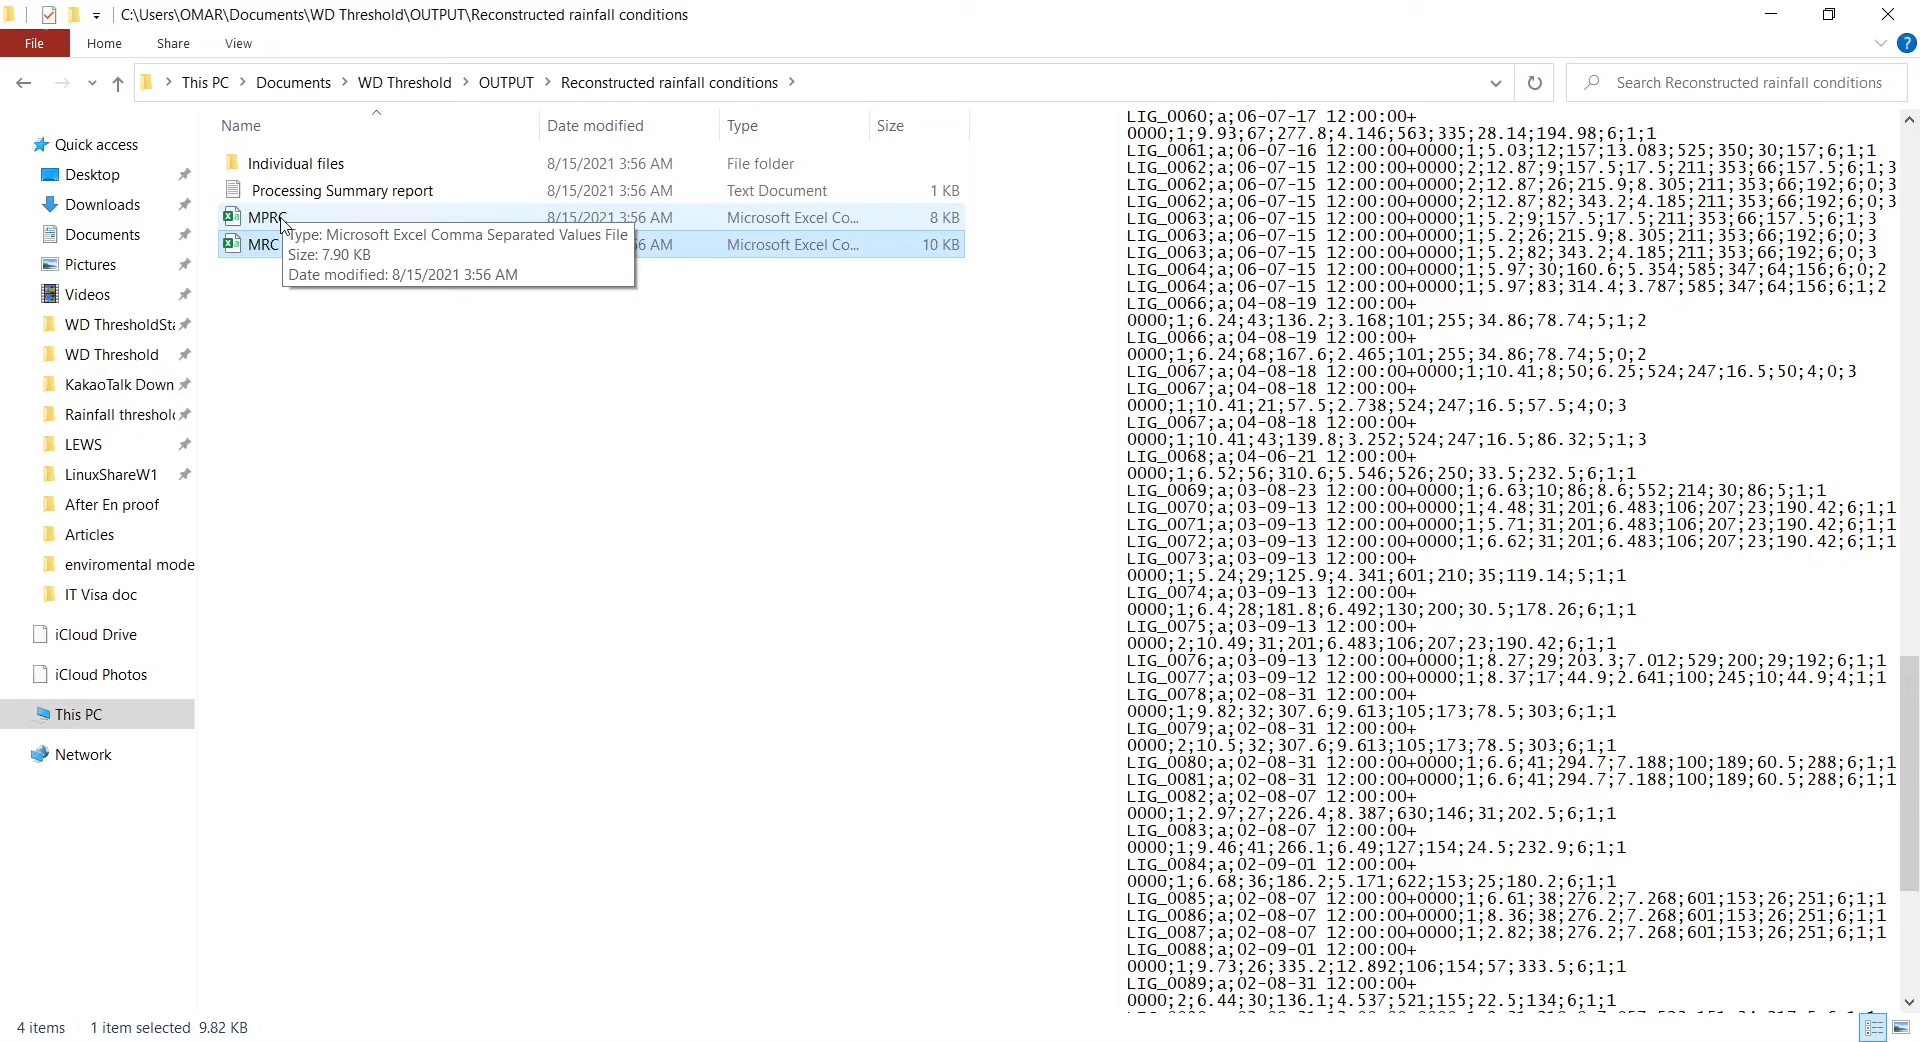 C:\Users\OMAR\Documents\WD Threshold\OUTPUT\Reconstructed rainfall conditions
File Home Share View
This PC Documents WD Threshold OUTPUT Reconstructed rainfall conditions
Search Reconstructed rainfall conditions
Name Date modified Type Size
Quick access
Desktop
Downloads
Documents
Pictures
Videos
WD ThresholdSt
WD Threshold
KakaoTalk Down
Rainfall threshol
LEWS
LinuxShareW1
After En proof
Articles
enviromental mode
IT Visa doc
iCloud Drive
iCloud Photos
This PC
Network
Individual files 8/15/2021 3:56 AM File folder
Processing Summary report 8/15/2021 3:56 AM Text Document 1 KB
MPRC 8/15/2021 3:56 AM Microsoft Excel Co... 8 KB
MRC 56 AM Microsoft Excel Co... 10 KB
Type: Microsoft Excel Comma Separated Values File
Size: 7.90 KB
Date modified: 8/15/2021 3:56 AM
LIG_0060;a;06-07-17 12:00:00+
0000;1;9.93;67;277.8;4.146;563;335;28.14;194.98;6;1;1
LIG_0061;a;06-07-16 12:00:00+0000;1;5.03;12;157;13.083;525;350;30;157;6;1;1
LIG_0062;a;06-07-15 12:00:00+0000;2;12.87;9;157.5;17.5;211;353;66;157.5;6;1;3
LIG_0062;a;06-07-15 12:00:00+0000;2;12.87;26;215.9;8.305;211;353;66;192;6;0;3
LIG_0062;a;06-07-15 12:00:00+0000;2;12.87;82;343.2;4.185;211;353;66;192;6;0;3
LIG_0063;a;06-07-15 12:00:00+0000;1;5.2;9;157.5;17.5;211;353;66;157.5;6;1;3
LIG_0063;a;06-07-15 12:00:00+0000;1;5.2;26;215.9;8.305;211;353;66;192;6;0;3
LIG_0063;a;06-07-15 12:00:00+0000;1;5.2;82;343.2;4.185;211;353;66;192;6;0;3
LIG_0064;a;06-07-15 12:00:00+0000;1;5.97;30;160.6;5.354;585;347;64;156;6;0;2
LIG_0064;a;06-07-15 12:00:00+0000;1;5.97;83;314.4;3.787;585;347;64;156;6;1;2
LIG_0066;a;04-08-19 12:00:00+
0000;1;6.24;43;136.2;3.168;101;255;34.86;78.74;5;1;2
LIG_0066;a;04-08-19 12:00:00+
0000;1;6.24;68;167.6;2.465;101;255;34.86;78.74;5;0;2
LIG_0067;a;04-08-18 12:00:00+0000;1;10.41;8;50;6.25;524;247;16.5;50;4;0;3
LIG_0067;a;04-08-18 12:00:00+
0000;1;10.41;21;57.5;2.738;524;247;16.5;57.5;4;0;3
LIG_0067;a;04-08-18 12:00:00+
0000;1;10.41;43;139.8;3.252;524;247;16.5;86.32;5;1;3
LIG_0068;a;04-06-21 12:00:00+
0000;1;6.52;56;310.6;5.546;526;250;33.5;232.5;6;1;1
LIG_0069;a;03-08-23 12:00:00+0000;1;6.63;10;86;8.6;552;214;30;86;5;1;1
LIG_0070;a;03-09-13 12:00:00+0000;1;4.48;31;201;6.483;106;207;23;190.42;6;1;1
LIG_0071;a;03-09-13 12:00:00+0000;1;5.71;31;201;6.483;106;207;23;190.42;6;1;1
LIG_0072;a;03-09-13 12:00:00+0000;1;6.62;31;201;6.483;106;207;23;190.42;6;1;1
LIG_0073;a;03-09-13 12:00:00+
0000;1;5.24;29;125.9;4.341;601;210;35;119.14;5;1;1
LIG_0074;a;03-09-13 12:00:00+
0000;1;6.4;28;181.8;6.492;130;200;30.5;178.26;6;1;1
LIG_0075;a;03-09-13 12:00:00+
0000;2;10.49;31;201;6.483;106;207;23;190.42;6;1;1
LIG_0076;a;03-09-13 12:00:00+0000;1;8.27;29;203.3;7.012;529;200;29;192;6;1;1
LIG_0077;a;03-09-12 12:00:00+0000;1;8.37;17;44.9;2.641;100;245;10;44.9;4;1;1
LIG_0078;a;02-08-31 12:00:00+
0000;1;9.82;32;307.6;9.613;105;173;78.5;303;6;1;1
LIG_0079;a;02-08-31 12:00:00+
0000;2;10.5;32;307.6;9.613;105;173;78.5;303;6;1;1
LIG_0080;a;02-08-31 12:00:00+0000;1;6.6;41;294.7;7.188;100;189;60.5;288;6;1;1
LIG_0081;a;02-08-31 12:00:00+0000;1;6.6;41;294.7;7.188;100;189;60.5;288;6;1;1
LIG_0082;a;02-08-07 12:00:00+
0000;1;2.97;27;226.4;8.387;630;146;31;202.5;6;1;1
LIG_0083;a;02-08-07 12:00:00+
0000;1;9.46;41;266.1;6.49;127;154;24.5;232.9;6;1;1
LIG_0084;a;02-09-01 12:00:00+
0000;1;6.68;36;186.2;5.171;622;153;25;180.2;6;1;1
LIG_0085;a;02-08-07 12:00:00+0000;1;6.61;38;276.2;7.268;601;153;26;251;6;1;1
LIG_0086;a;02-08-07 12:00:00+0000;1;8.36;38;276.2;7.268;601;153;26;251;6;1;1
LIG_0087;a;02-08-07 12:00:00+0000;1;2.82;38;276.2;7.268;601;153;26;251;6;1;1
LIG_0088;a;02-09-01 12:00:00+
0000;1;9.73;26;335.2;12.892;106;154;57;333.5;6;1;1
LIG_0089;a;02-08-31 12:00:00+
0000;2;6.44;30;136.1;4.537;521;155;22.5;134;6;1;1
4 items 1 item selected 9.82 KB